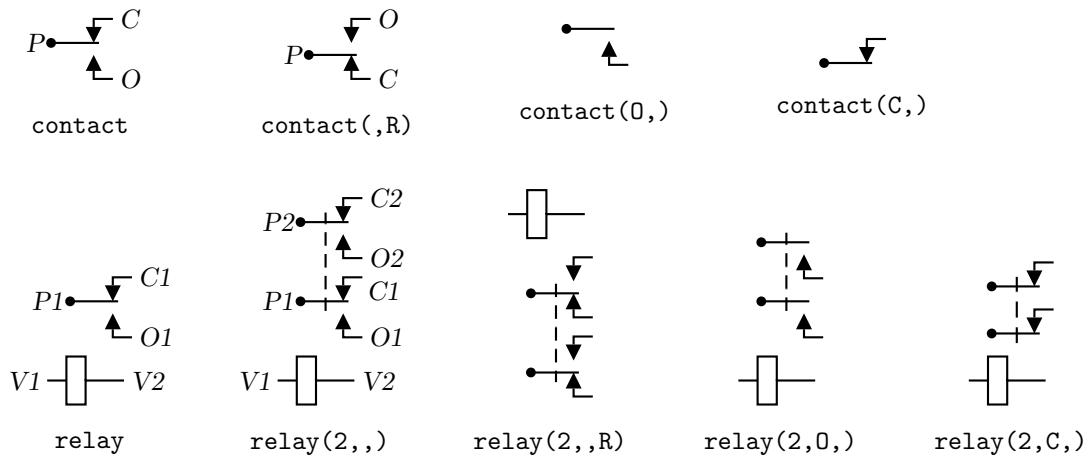 C
P
O
contact
O
P
C
contact(,R)
contact(O,)
contact(C,)
C1
P1
O1
V1 V2
relay
C2
P2
O2
C1
P1
O1
V1 V2
relay(2,,)
relay(2,,R)
relay(2,O,)
relay(2,C,)